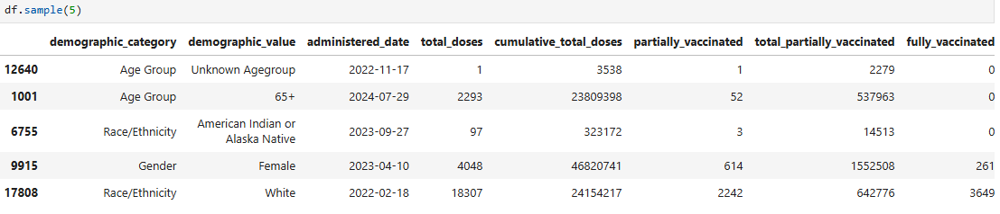 df.sample(5)
demographic_category demographic_value administered_date total_doses cumulative_total_doses partially_vaccinated total_partially_vaccinated fully_vaccinated
12640 Age Group Unknown Agegroup 2022-11-17 1 3538 1 2279 0
1001 Age Group 65+ 2024-07-29 2293 23809398 52 537963 0
6755 Race/Ethnicity American Indian or Alaska Native 2023-09-27 97 323172 3 14513 0
9915 Gender Female 2023-04-10 4048 46820741 614 1552508 261
17808 Race/Ethnicity White 2022-02-18 18307 24154217 2242 642776 3649